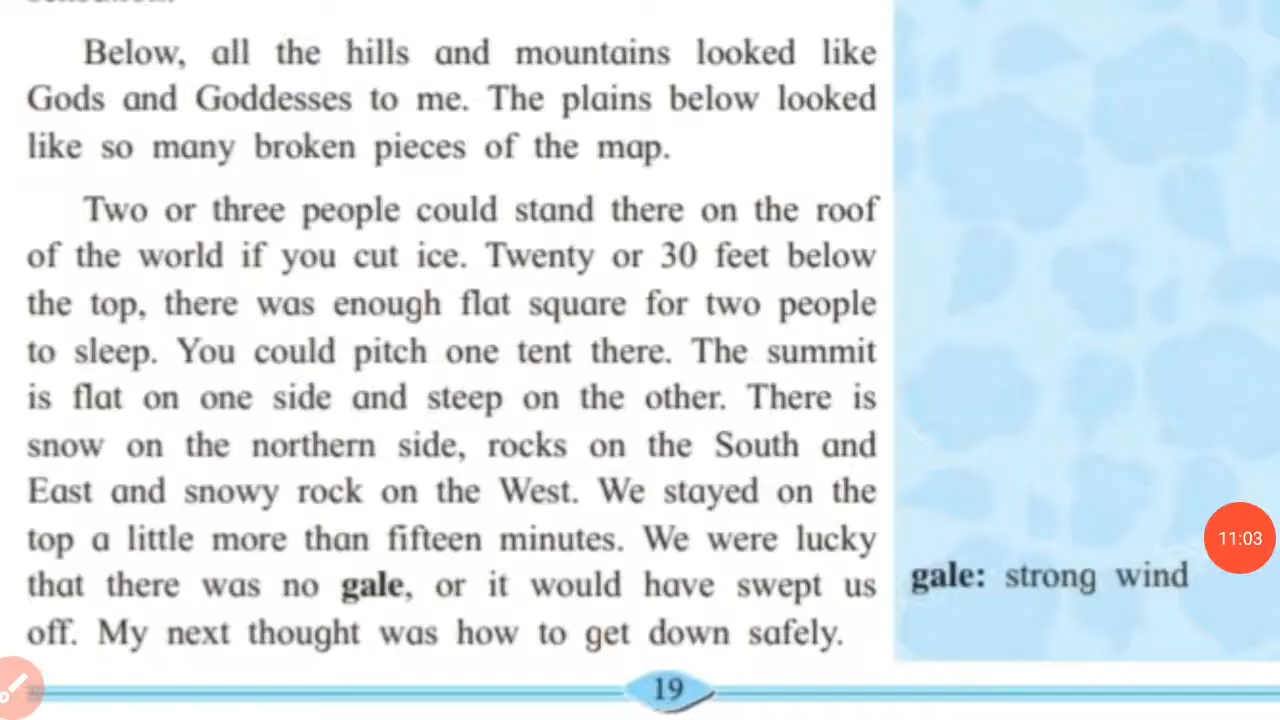 Below, all the hills and mountains looked like
Gods and Goddesses to me. The plains below looked
like so many broken pieces of the map.
Two or three people could stand there on the roof
of the world if you cut ice. Twenty or 30 feet below
the top, there was enough flat square for two people
to sleep. You could pitch one tent there. The summit
is flat on one side and steep on the other. There is
snow on the northern side, rocks on the South and
East and snowy rock on the West. We stayed on the
top a little more than fifteen minutes. We were lucky
that there was no gale, or it would have swept us
off. My next thought was how to get down safely.
gale: strong wind
11:03
19